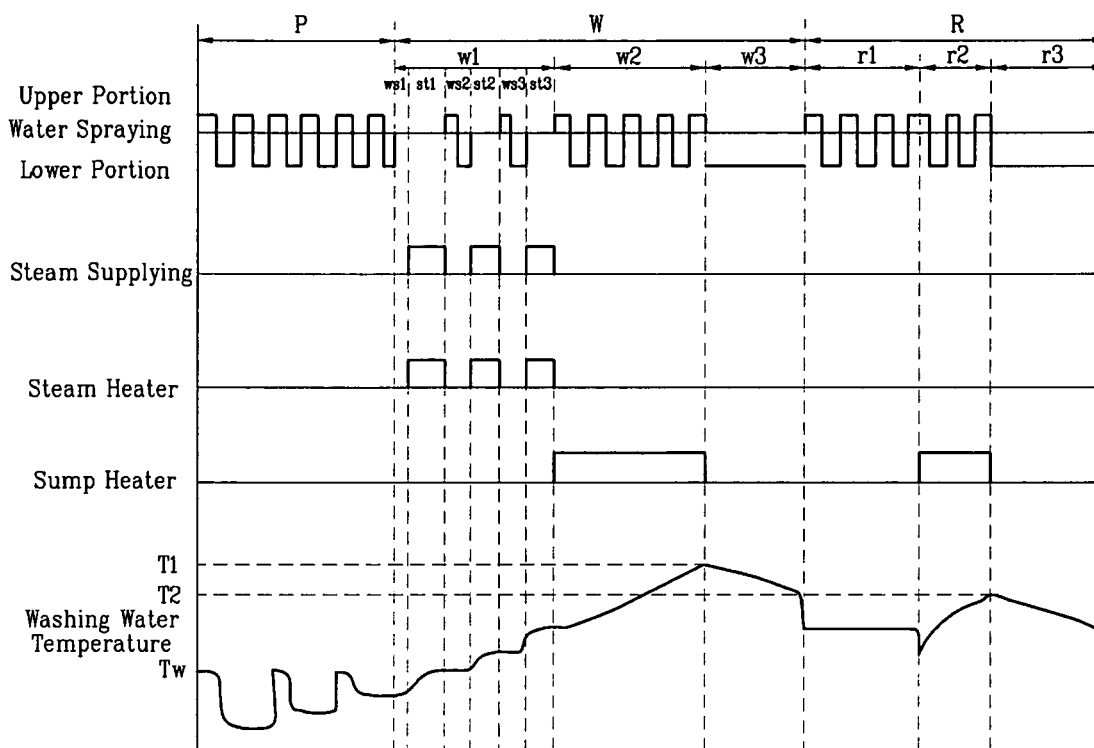 P W R
w1 w2 w3 r1 r2 r3
ws1 st1 ws2 st2 ws3 st3
Upper Portion
Water Spraying
Lower Portion
Steam Supplying
Steam Heater
Sump Heater
T1
T2
Washing Water
Temperature
Tw